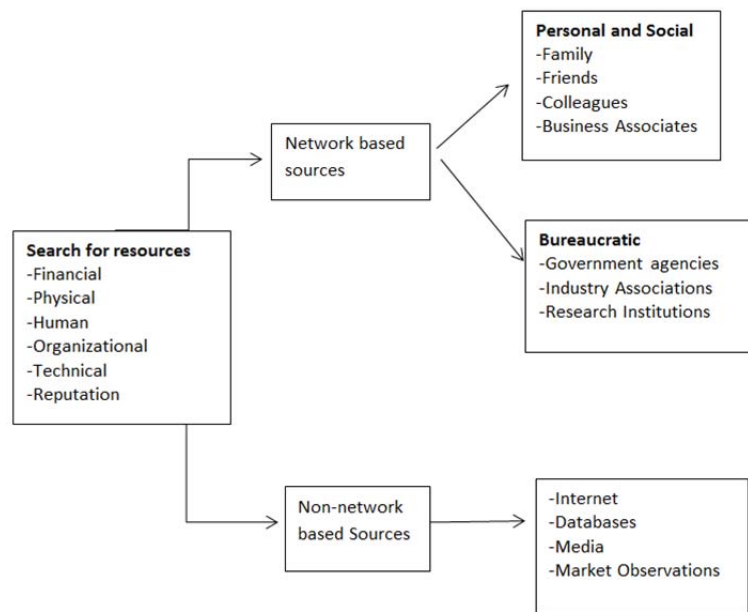 Personal and Social
-Family
-Friends
-Colleagues
-Business Associates
Network based
sources
Search for resources
-Financial
-Physical
-Human
-Organizational
-Technical
-Reputation
Bureaucratic
-Government agencies
-Industry Associations
-Research Institutions
Non-network
based Sources
-Internet
-Databases
-Media
-Market Observations